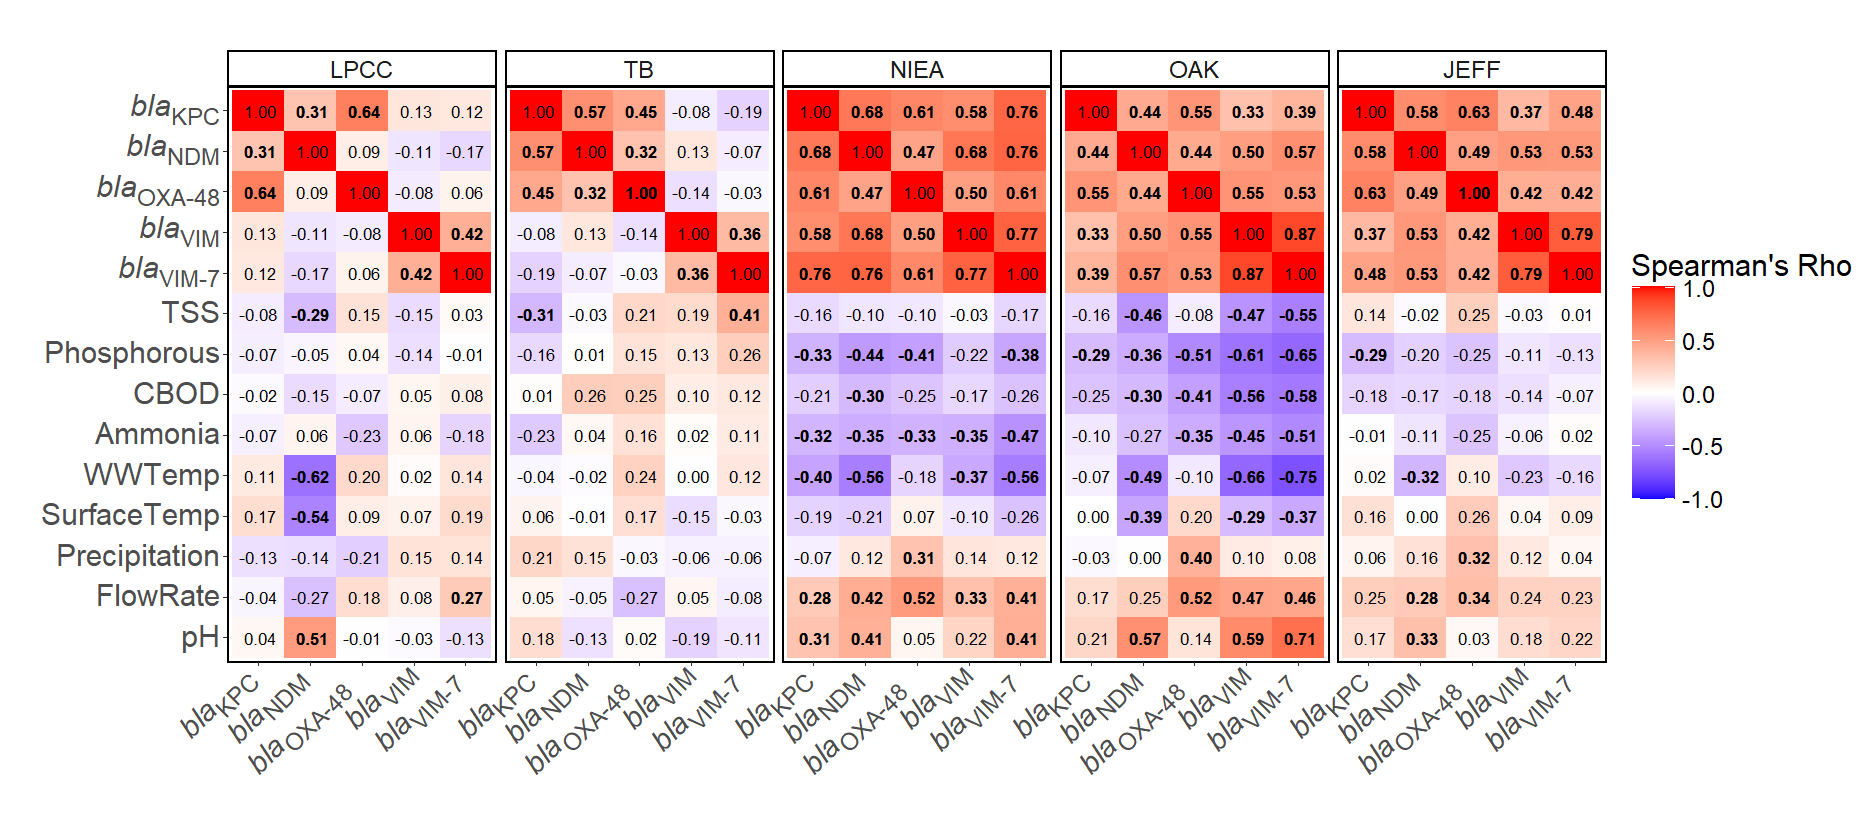 LPCC TB NIEA OAK JEFF
blaKPC 1.00 0.31 0.64 0.13 0.12 1.00 0.57 0.45 -0.08 -0.19 1.00 0.68 0.61 0.58 0.76 1.00 0.44 0.55 0.33 0.39 1.00 0.58 0.63 0.37 0.48
blaNDM 0.31 1.00 0.09 -0.11 -0.17 0.57 1.00 0.32 0.13 -0.07 0.68 1.00 0.47 0.68 0.76 0.44 1.00 0.44 0.50 0.57 0.58 1.00 0.49 0.53 0.53
blaOXA-48 0.64 0.09 1.00 -0.08 0.06 0.45 0.32 1.00 -0.14 -0.03 0.61 0.47 1.00 0.50 0.61 0.55 0.44 1.00 0.55 0.53 0.63 0.49 1.00 0.42 0.42
blaVIM 0.13 -0.11 -0.08 1.00 0.42 -0.08 0.13 -0.14 1.00 0.36 0.58 0.68 0.50 1.00 0.77 0.33 0.50 0.55 1.00 0.87 0.37 0.53 0.42 1.00 0.79
blaVIM-7 0.12 -0.17 0.06 0.42 1.00 -0.19 -0.07 -0.03 0.36 1.00 0.76 0.76 0.61 0.77 1.00 0.39 0.57 0.53 0.87 1.00 0.48 0.53 0.42 0.79 1.00
TSS -0.08 -0.29 0.15 -0.15 0.03 -0.31 -0.03 0.21 0.19 0.41 -0.16 -0.10 -0.10 -0.03 -0.17 -0.16 -0.46 -0.08 -0.47 -0.55 0.14 -0.02 0.25 -0.03 0.01
Phosphorous -0.07 -0.05 0.04 -0.14 -0.01 -0.16 0.01 0.15 0.13 0.26 -0.33 -0.44 -0.41 -0.22 -0.38 -0.29 -0.36 -0.51 -0.61 -0.65 -0.29 -0.20 -0.25 -0.11 -0.13
CBOD -0.02 -0.15 -0.07 0.05 0.08 0.01 0.26 0.25 0.10 0.12 -0.21 -0.30 -0.25 -0.17 -0.26 -0.25 -0.30 -0.41 -0.56 -0.58 -0.18 -0.17 -0.18 -0.14 -0.07
Ammonia -0.07 0.06 -0.23 0.06 -0.18 -0.23 0.04 0.16 0.02 0.11 -0.32 -0.35 -0.33 -0.35 -0.47 -0.10 -0.27 -0.35 -0.45 -0.51 -0.01 -0.11 -0.25 -0.06 0.02
WWTemp 0.11 -0.62 0.20 0.02 0.14 -0.04 -0.02 0.24 0.00 0.12 -0.40 -0.56 -0.18 -0.37 -0.56 -0.07 -0.49 -0.10 -0.66 -0.75 0.02 -0.32 0.10 -0.23 -0.16
SurfaceTemp 0.17 -0.54 0.09 0.07 0.19 0.06 -0.01 0.17 -0.15 -0.03 -0.19 -0.21 0.07 -0.10 -0.26 0.00 -0.39 0.20 -0.29 -0.37 0.16 0.00 0.26 0.04 0.09
Precipitation -0.13 -0.14 -0.21 0.15 0.14 0.21 0.15 -0.03 -0.06 -0.06 -0.07 0.12 0.31 0.14 0.12 -0.03 0.00 0.40 0.10 0.08 0.06 0.16 0.32 0.12 0.04
FlowRate -0.04 -0.27 0.18 0.08 0.27 0.05 -0.05 -0.27 0.05 -0.08 0.28 0.42 0.52 0.33 0.41 0.17 0.25 0.52 0.47 0.46 0.25 0.28 0.34 0.24 0.23
pH 0.04 0.51 -0.01 -0.03 -0.13 0.18 -0.13 0.02 -0.19 -0.11 0.31 0.41 0.05 0.22 0.41 0.21 0.57 0.14 0.59 0.71 0.17 0.33 0.03 0.18 0.22
blaKPC blaNDM blaOXA-48 blaVIM blaVIM-7 blaKPC blaNDM blaOXA-48 blaVIM blaVIM-7 blaKPC blaNDM blaOXA-48 blaVIM blaVIM-7 blaKPC blaNDM blaOXA-48 blaVIM blaVIM-7 blaKPC blaNDM blaOXA-48 blaVIM blaVIM-7
Spearman's Rho
1.0
0.5
0.0
-0.5
-1.0